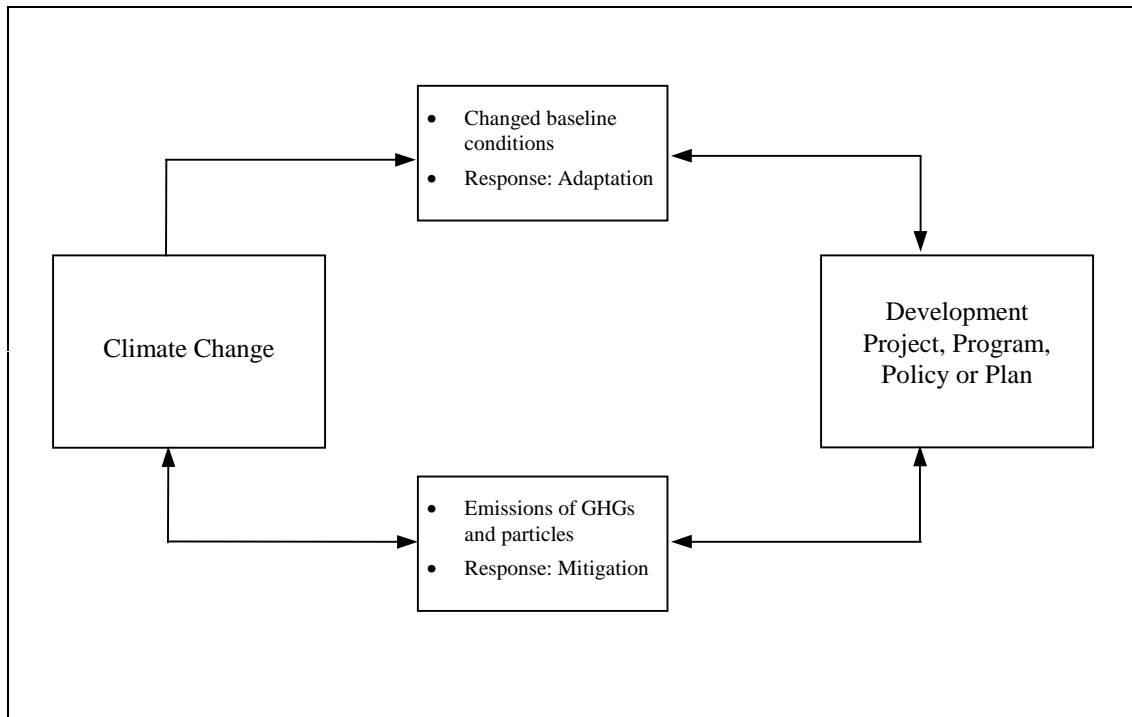 • Changed baseline
conditions
• Response: Adaptation
Climate Change
Development
Project, Program,
Policy or Plan
• Emissions of GHGs
and particles
• Response: Mitigation